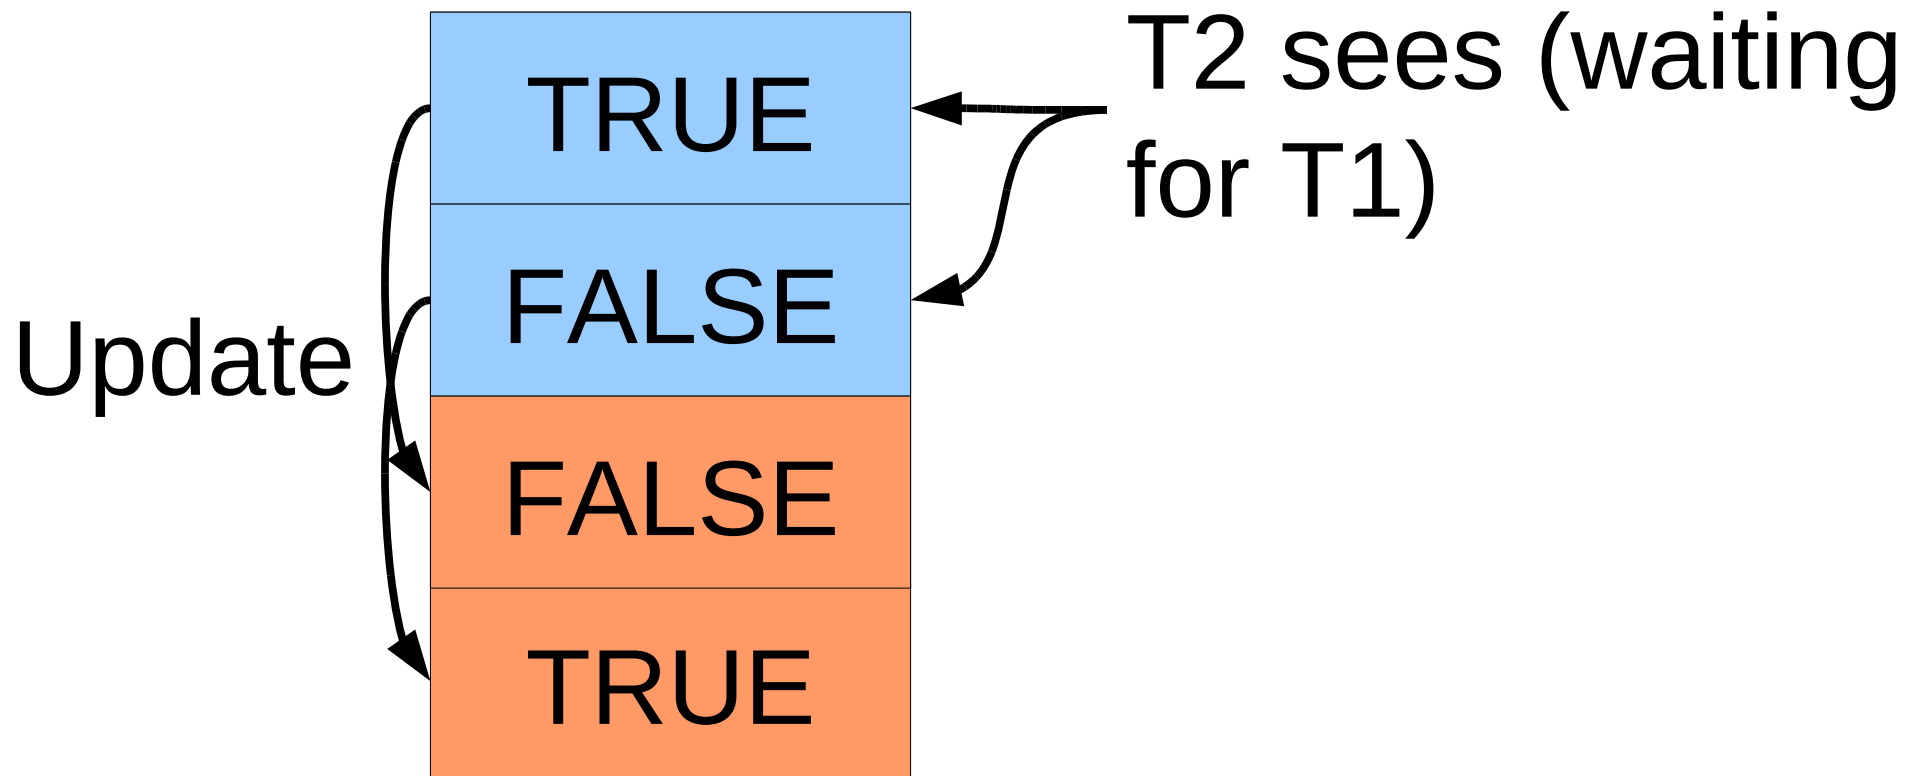 TRUE
T2 sees (waiting
for T1)
FALSE
Update
FALSE
TRUE